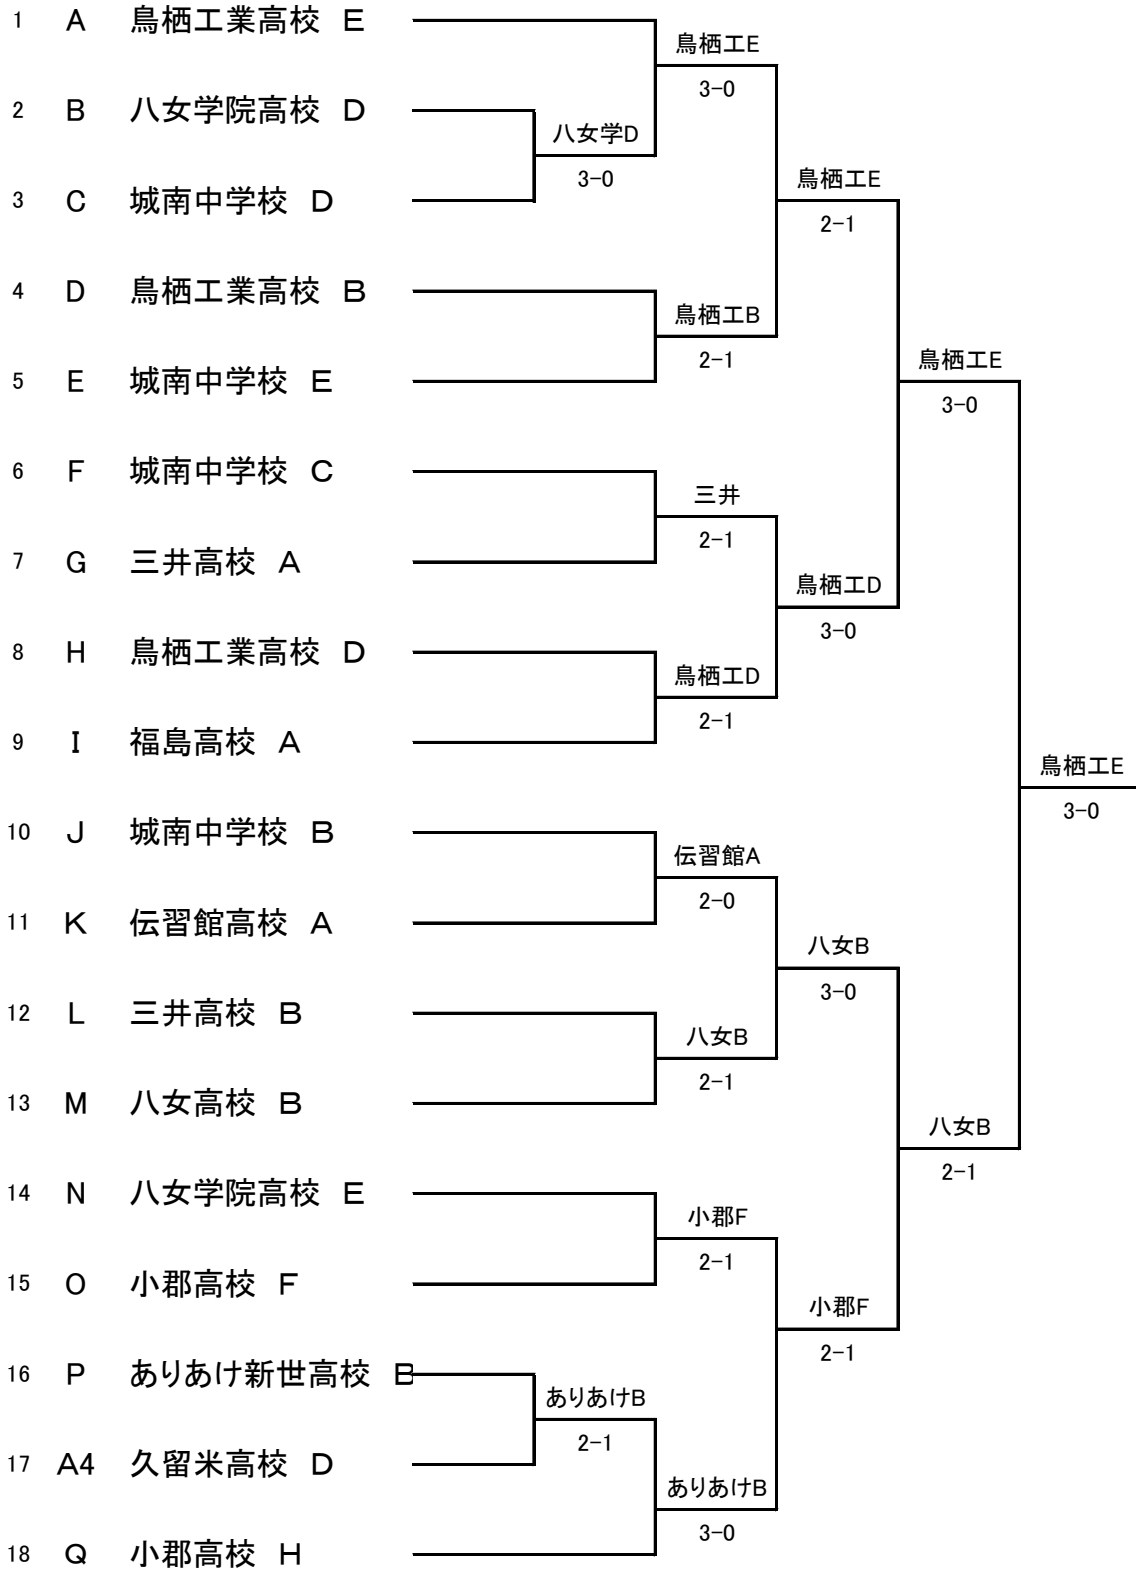 1 A 鳥栖工業高校 E
鳥栖工E
3-0
2 B 八女学院高校 D
八女学D
3-0
3 C 城南中学校 D
鳥栖工E
2-1
4 D 鳥栖工業高校 B
鳥栖工B
2-1
5 E 城南中学校 E
鳥栖工E
3-0
6 F 城南中学校 C
三井
2-1
7 G 三井高校 A
鳥栖工D
3-0
8 H 鳥栖工業高校 D
鳥栖工D
2-1
9 I 福島高校 A
鳥栖工E
3-0
10 J 城南中学校 B
伝習館A
2-0
11 K 伝習館高校 A
八女B
3-0
12 L 三井高校 B
八女B
2-1
13 M 八女高校 B
八女B
2-1
14 N 八女学院高校 E
小郡F
2-1
15 O 小郡高校 F
小郡F
2-1
16 P ありあけ新世高校 B
ありあけB
2-1
17 A4 久留米高校 D
ありあけB
3-0
18 Q 小郡高校 H